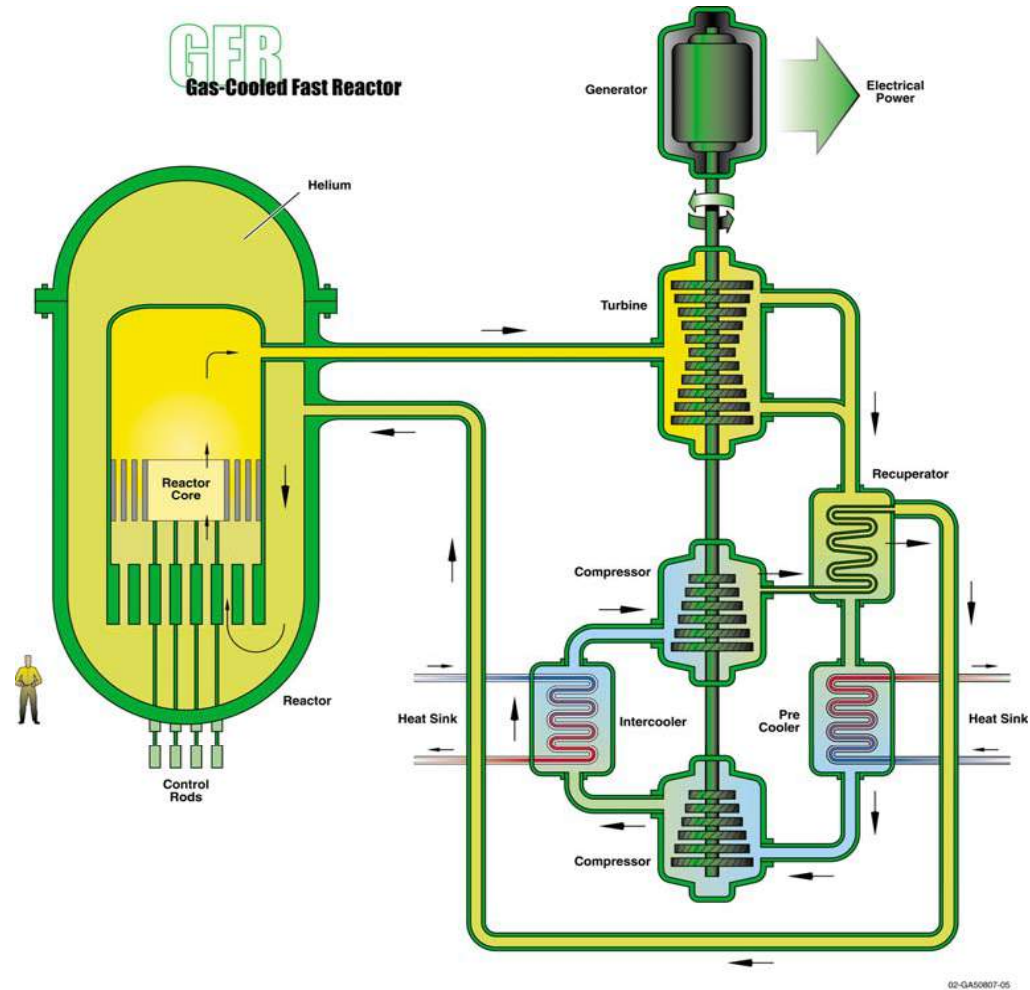 GFR
Gas-Cooled Fast Reactor
Generator
Electrical
Power
Helium
Turbine
Reactor
Core
Recuperator
Compressor
Reactor
Heat Sink
Intercooler
Pre
Cooler
Heat Sink
Control
Rods
Compressor
02-GA50807-05